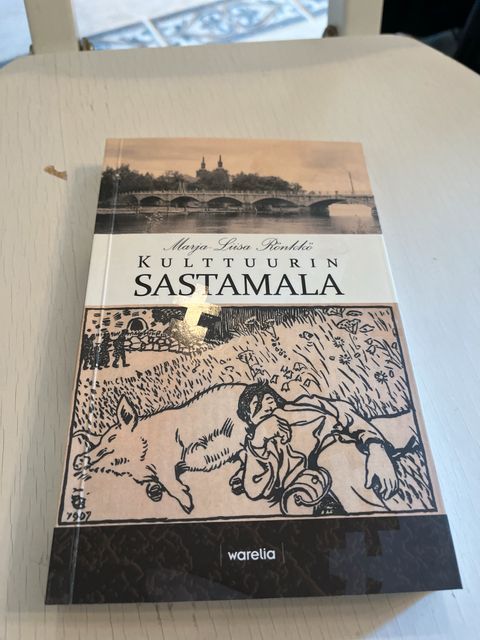 Marja-Liisa Rönkkö
KULTTUURIN
SASTAMALA
1907
warelia